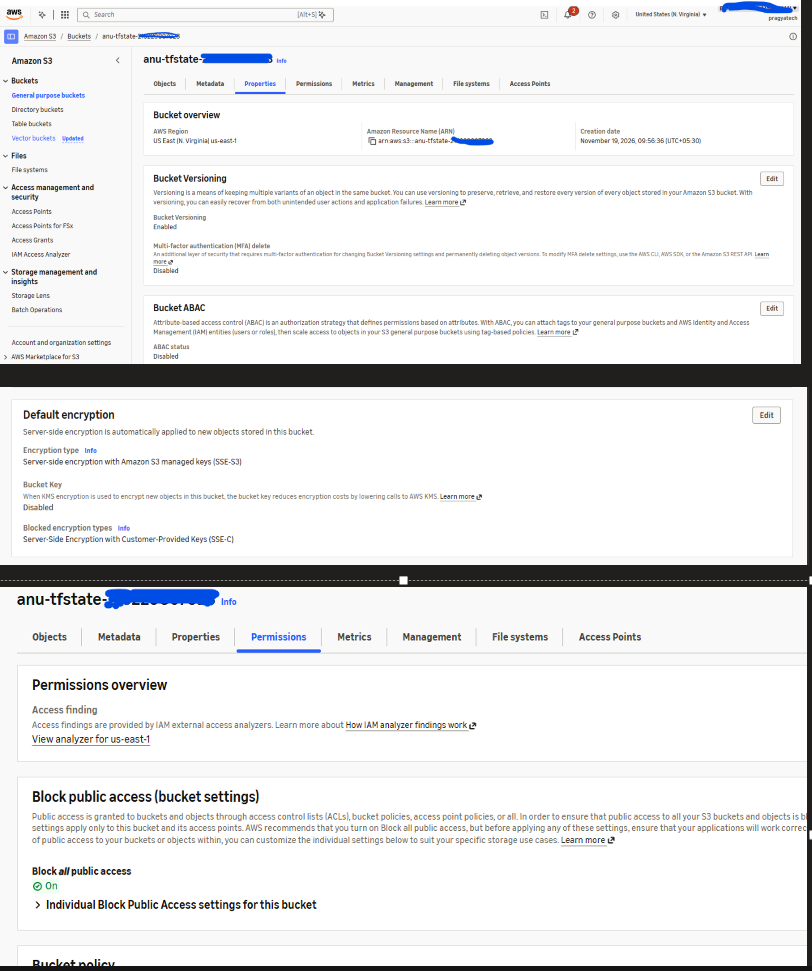 aws
Search
[Alt+S]
2
United States (N. Virginia)
pragyatech
Amazon S3 / Buckets / anu-tfstate-
Amazon S3
Buckets
General purpose buckets
Directory buckets
Table buckets
Vector buckets Updated
Files
File systems
Access management and
security
Access Points
Access Points for FSx
Access Grants
IAM Access Analyzer
Storage management and
insights
Storage Lens
Batch Operations
Account and organization settings
AWS Marketplace for S3
anu-tfstate- Info
Objects Metadata Properties Permissions Metrics Management File systems Access Points
Bucket overview
AWS Region
US East (N. Virginia) us-east-1
Amazon Resource Name (ARN)
arn:aws:s3:::anu-tfstate-
Creation date
November 19, 2026, 09:56:36 (UTC+05:30)
Bucket Versioning
Edit
Versioning is a means of keeping multiple variants of an object in the same bucket. You can use versioning to preserve, retrieve, and restore every version of every object stored in your Amazon S3 bucket. With
versioning, you can easily recover from both unintended user actions and application failures. Learn more
Bucket Versioning
Enabled
Multi-factor authentication (MFA) delete
An additional layer of security that requires multi-factor authentication for changing Bucket Versioning settings and permanently deleting object versions. To modify MFA delete settings, use the AWS CLI, AWS SDK, or the Amazon S3 REST API. Learn
more
Disabled
Bucket ABAC
Edit
Attribute-based access control (ABAC) is an authorization strategy that defines permissions based on attributes. With ABAC, you can attach tags to your general purpose buckets and AWS Identity and Access
Management (IAM) entities (users or roles), then scale access to objects in your S3 general purpose buckets using tag-based policies. Learn more
ABAC status
Disabled
Default encryption
Edit
Server-side encryption is automatically applied to new objects stored in this bucket.
Encryption type Info
Server-side encryption with Amazon S3 managed keys (SSE-S3)
Bucket Key
When KMS encryption is used to encrypt new objects in this bucket, the bucket key reduces encryption costs by lowering calls to AWS KMS. Learn more
Disabled
Blocked encryption types Info
Server-Side Encryption with Customer-Provided Keys (SSE-C)
anu-tfstate- Info
Objects Metadata Properties Permissions Metrics Management File systems Access Points
Permissions overview
Access finding
Access findings are provided by IAM external access analyzers. Learn more about How IAM analyzer findings work
View analyzer for us-east-1
Block public access (bucket settings)
Public access is granted to buckets and objects through access control lists (ACLs), bucket policies, access point policies, or all. In order to ensure that public access to all your S3 buckets and objects is bl
settings apply only to this bucket and its access points. AWS recommends that you turn on Block all public access, but before applying any of these settings, ensure that your applications will work correc
of public access to your buckets or objects within, you can customize the individual settings below to suit your specific storage use cases. Learn more
Block all public access
On
Individual Block Public Access settings for this bucket
Bucket policy